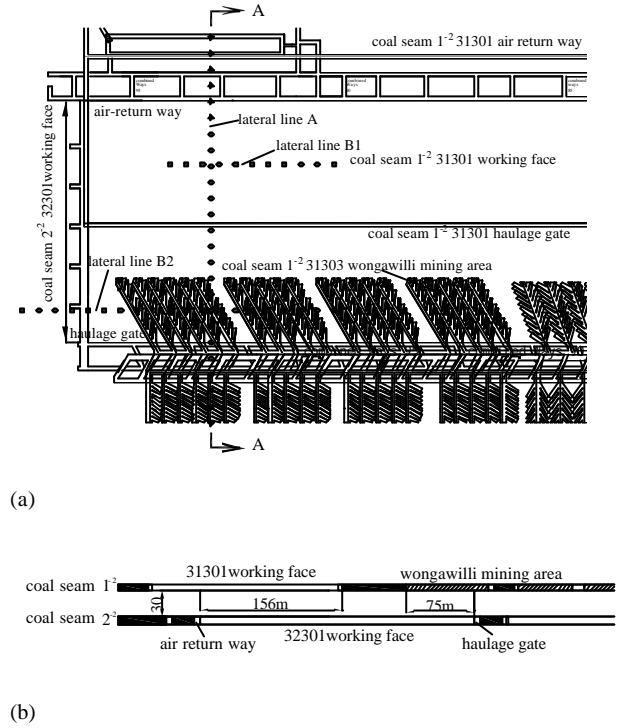 A
coal seam 1-2 31301 air return way
air-return way
lateral line A
lateral line B1
coal seam 1-2 31301 working face
coal seam 2-2 32301working face
coal seam 1-2 31301 haulage gate
lateral line B2
coal seam 1-2 31303 wongawilli mining area
haulage gate
A
(a)
31301working face
wongawilli mining area
coal seam 1-2
30
156m
75m
coal seam 2-2
air return way
32301working face
haulage gate
(b)